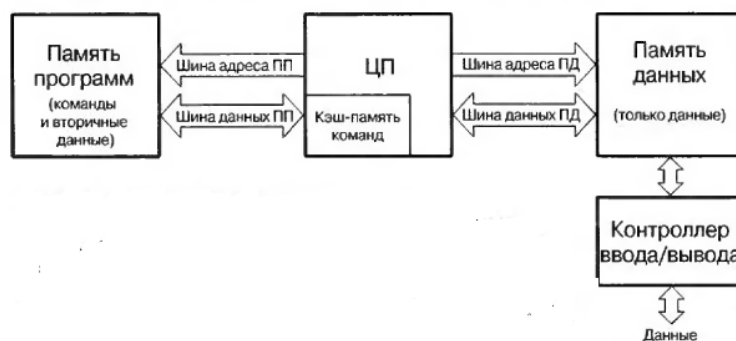 Память
программ
(команды
и вторичные
данные)
Шина адреса ПП
Шина данных ПП
ЦП
Кэш-память
команд
Шина адреса ПД
Шина данных ПД
Память
данных
(только данные)
Контроллер
ввода/вывода
Данные